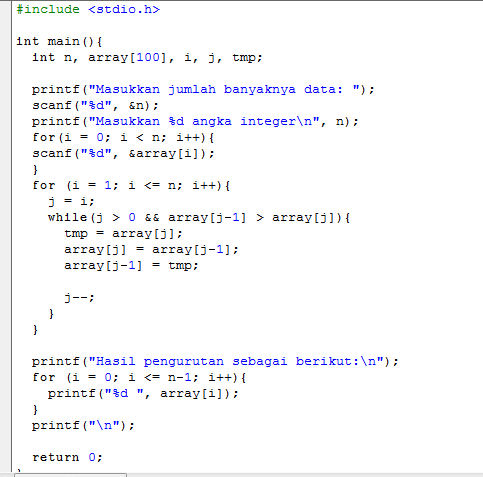 #include <stdio.h>
int main(){
int n, array[100], i, j, tmp;
printf("Masukkan jumlah banyaknya data: ");
scanf("%d", &n);
printf("Masukkan %d angka integer\n", n);
for(i = 0; i < n; i++){
scanf("%d", &array[i]);
}
for (i = 1; i <= n; i++){
j = i;
while(j > 0 && array[j-1] > array[j]){
tmp = array[j];
array[j] = array[j-1];
array[j-1] = tmp;
j--;
}
}
printf("Hasil pengurutan sebagai berikut:\n");
for (i = 0; i <= n-1; i++){
printf("%d ", array[i]);
}
printf("\n");
return 0;